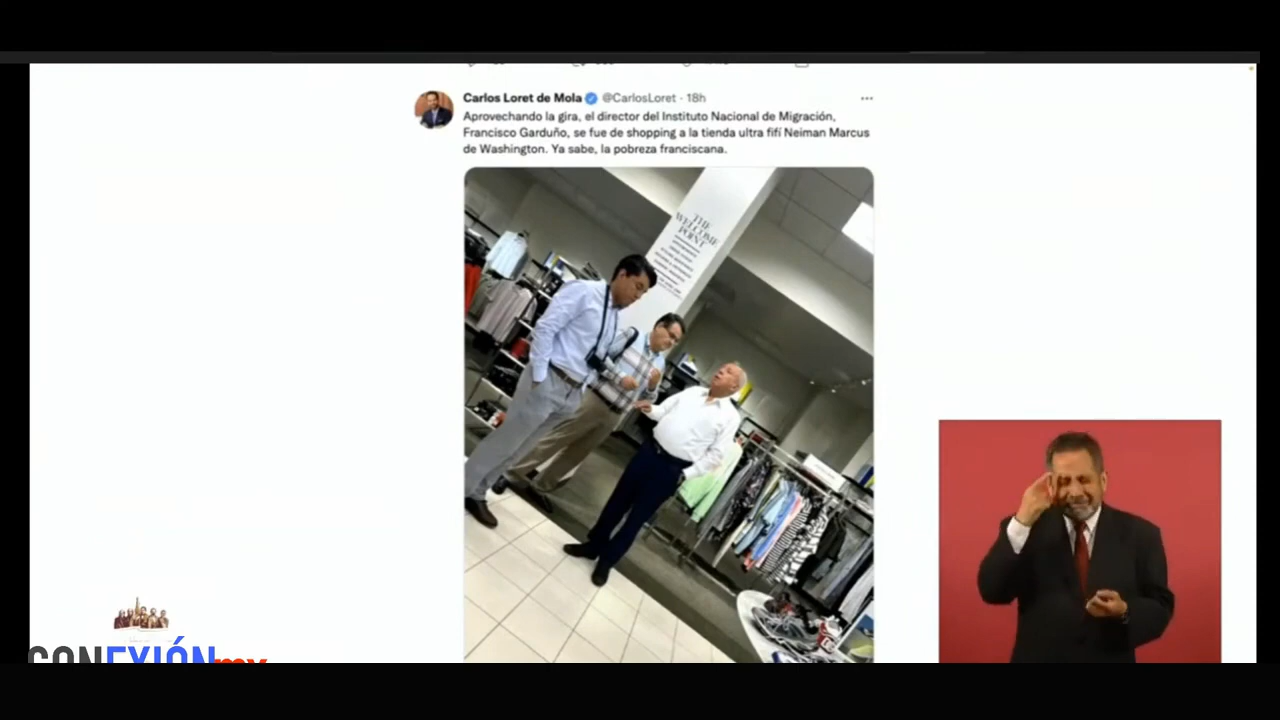 Carlos Loret de Mola @CarlosLoret · 18h
Aprovechando la gira, el director del Instituto Nacional de Migración,
Francisco Garduño, se fue de shopping a la tienda ultra fifí Neiman Marcus
de Washington. Ya sabe, la pobreza franciscana.
THE
WELCOME
POINT
CONEXIÓNmx